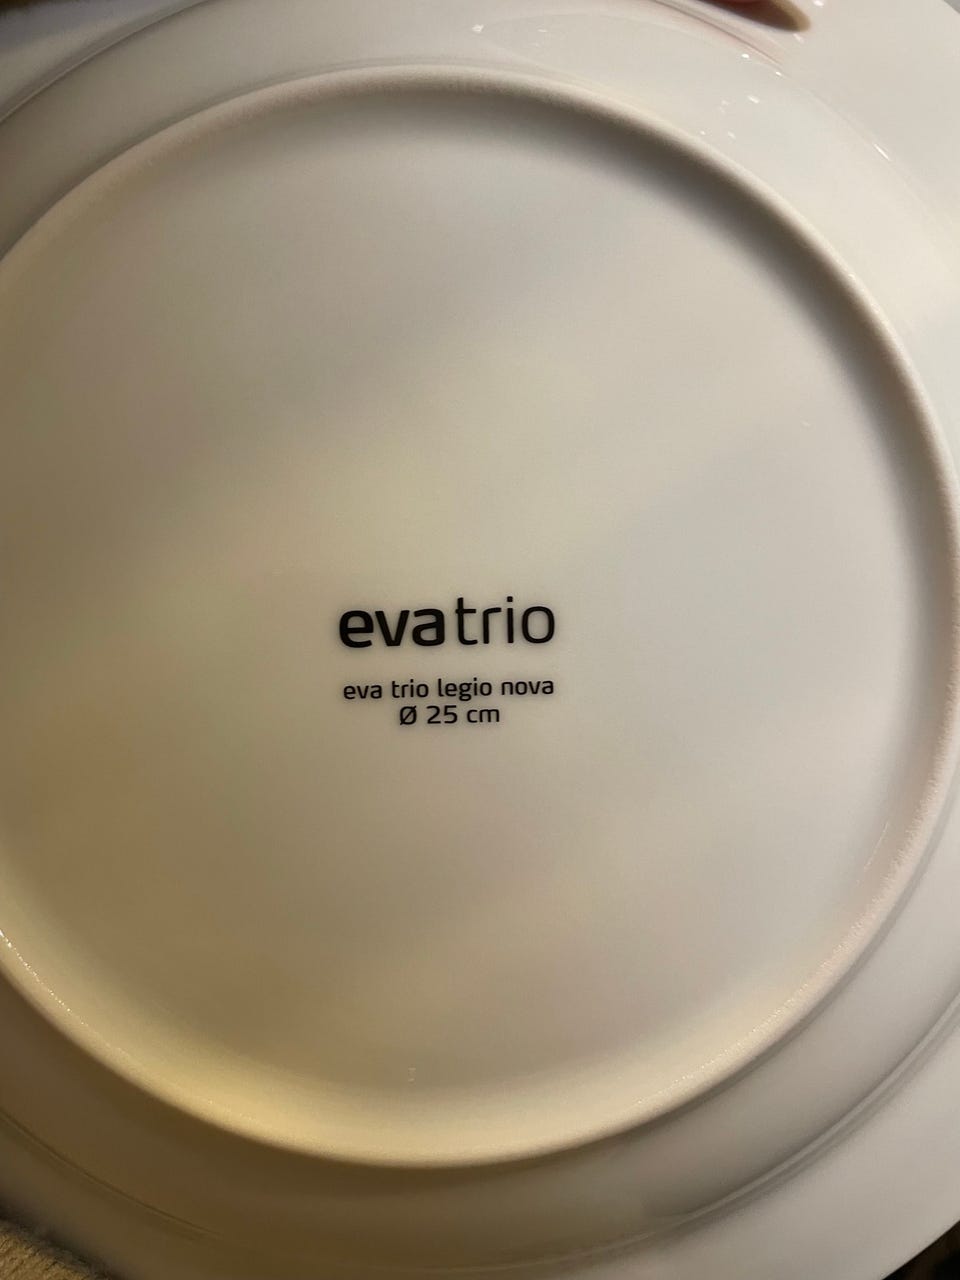 evatrio
eva trio legio nova
Ø 25 cm